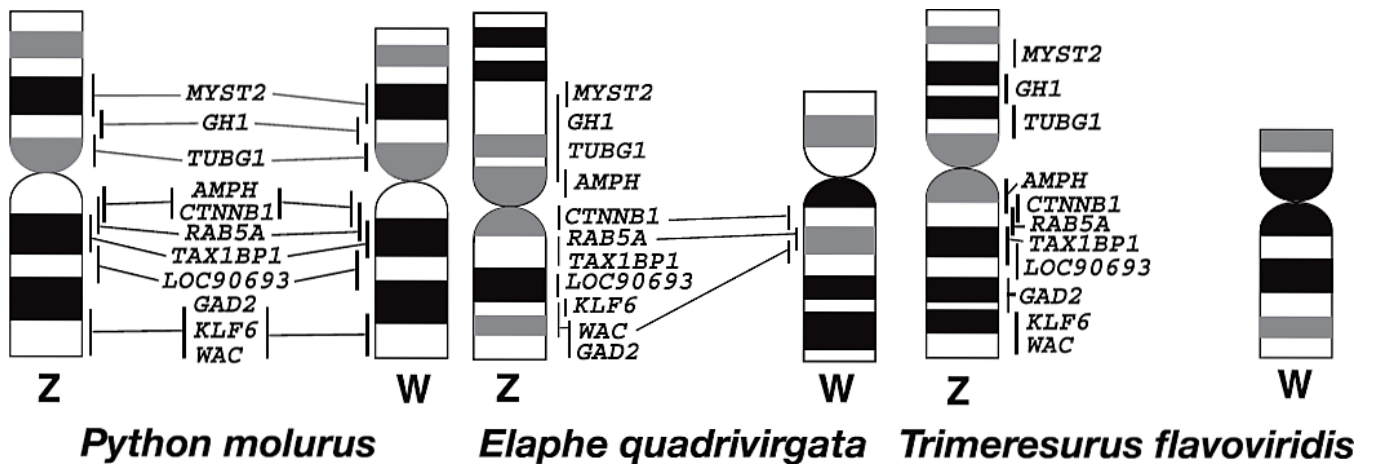 MYST2
GH1
TUBG1
AMPH
CTNNB1
RAB5A
TAX1BP1
LOC90693
GAD2
KLF6
WAC
Z
W
Python molurus
MYST2
GH1
TUBG1
AMPH
CTNNB1
RAB5A
TAX1BP1
LOC90693
KLF6
WAC
GAD2
Z
W
Elaphe quadrivirgata
MYST2
GH1
TUBG1
AMPH
CTNNB1
RAB5A
TAX1BP1
LOC90693
GAD2
KLF6
WAC
Z
W
Trimeresurus flavoviridis